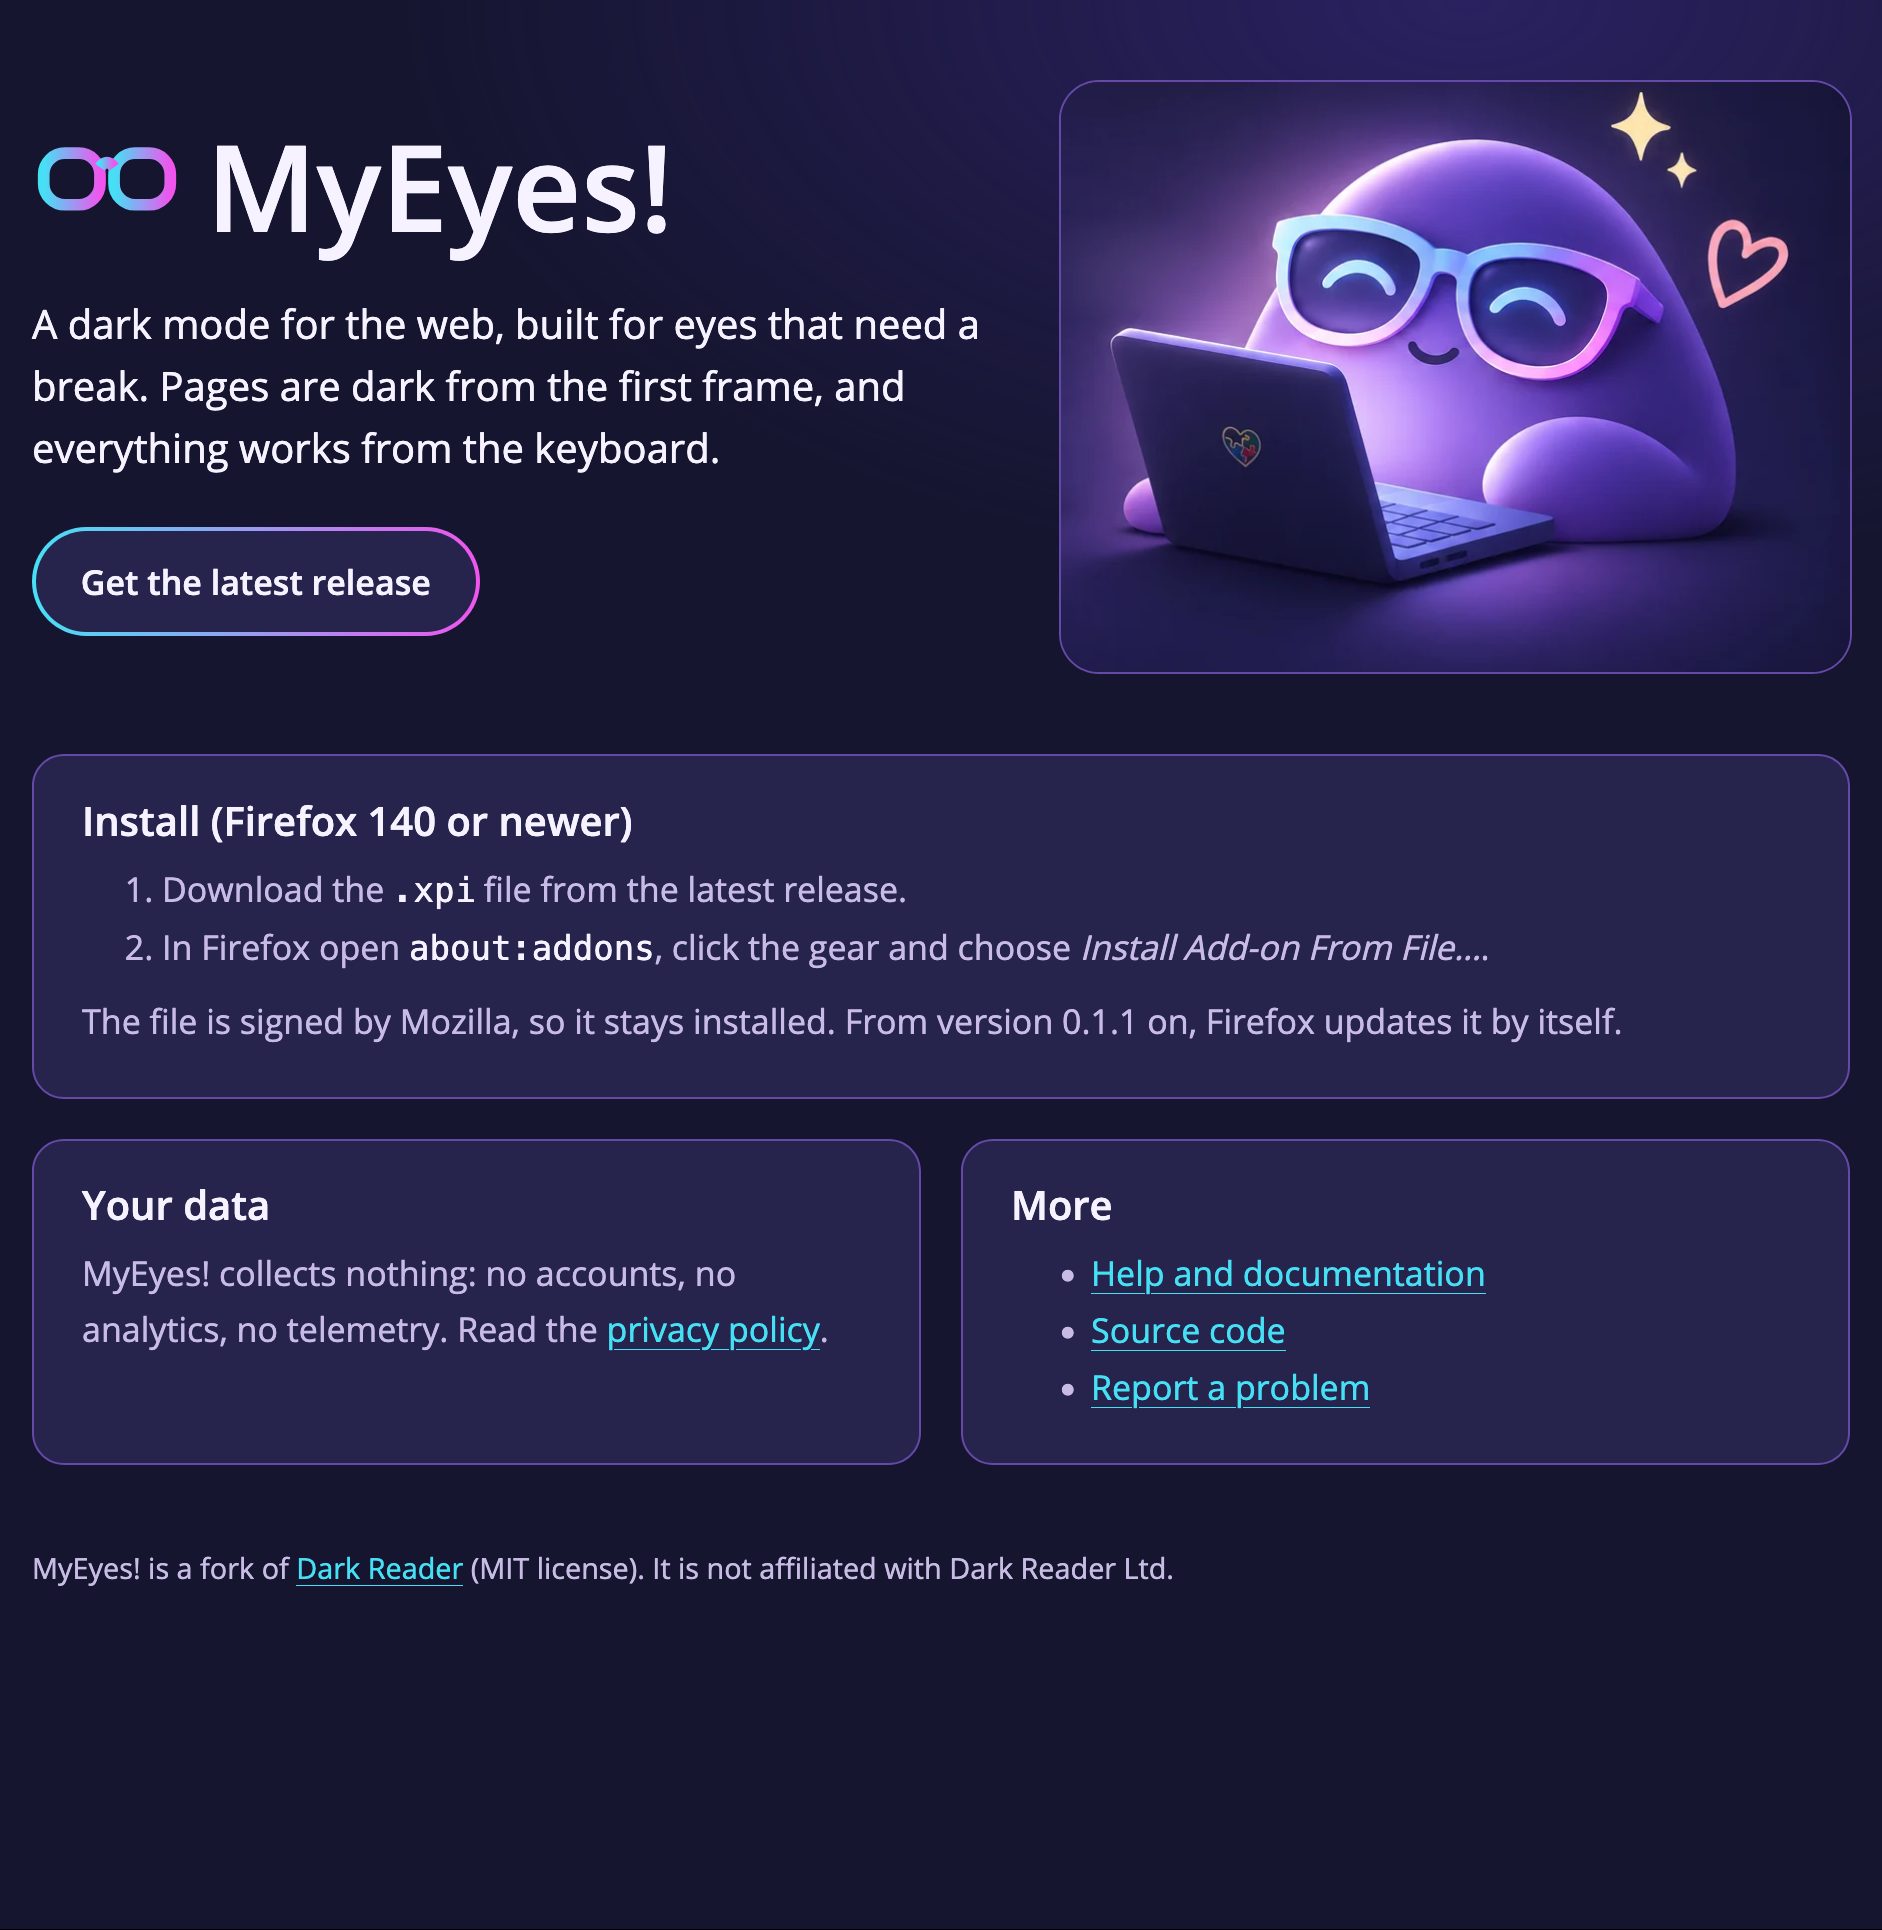 MyEyes!
A dark mode for the web, built for eyes that need a
break. Pages are dark from the first frame, and
everything works from the keyboard.
Get the latest release
Install (Firefox 140 or newer)
1. Download the .xpi file from the latest release.
2. In Firefox open about:addons, click the gear and choose Install Add-on From File....
The file is signed by Mozilla, so it stays installed. From version 0.1.1 on, Firefox updates it by itself.
Your data
MyEyes! collects nothing: no accounts, no
analytics, no telemetry. Read the privacy policy.
More
• Help and documentation
• Source code
• Report a problem
MyEyes! is a fork of Dark Reader (MIT license). It is not affiliated with Dark Reader Ltd.